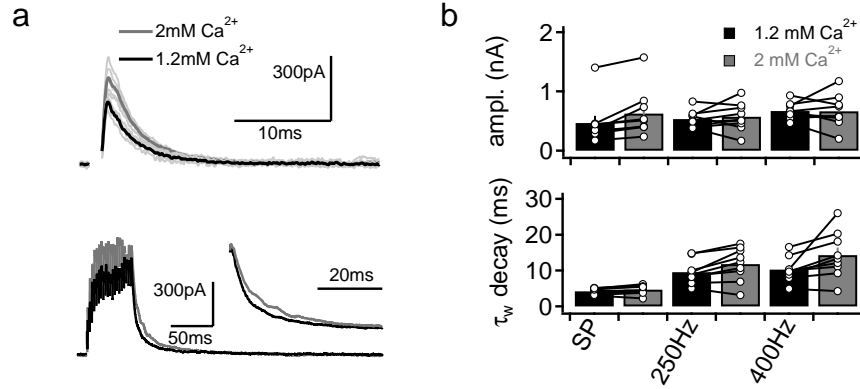 a
2mM Ca²⁺
1.2mM Ca²⁺
300pA
10ms
300pA
50ms
20ms
b
1.2 mM Ca²⁺
2 mM Ca²⁺
ampl. (nA)
2
1
0
τw decay (ms)
30
20
10
0
SP
250Hz
400Hz